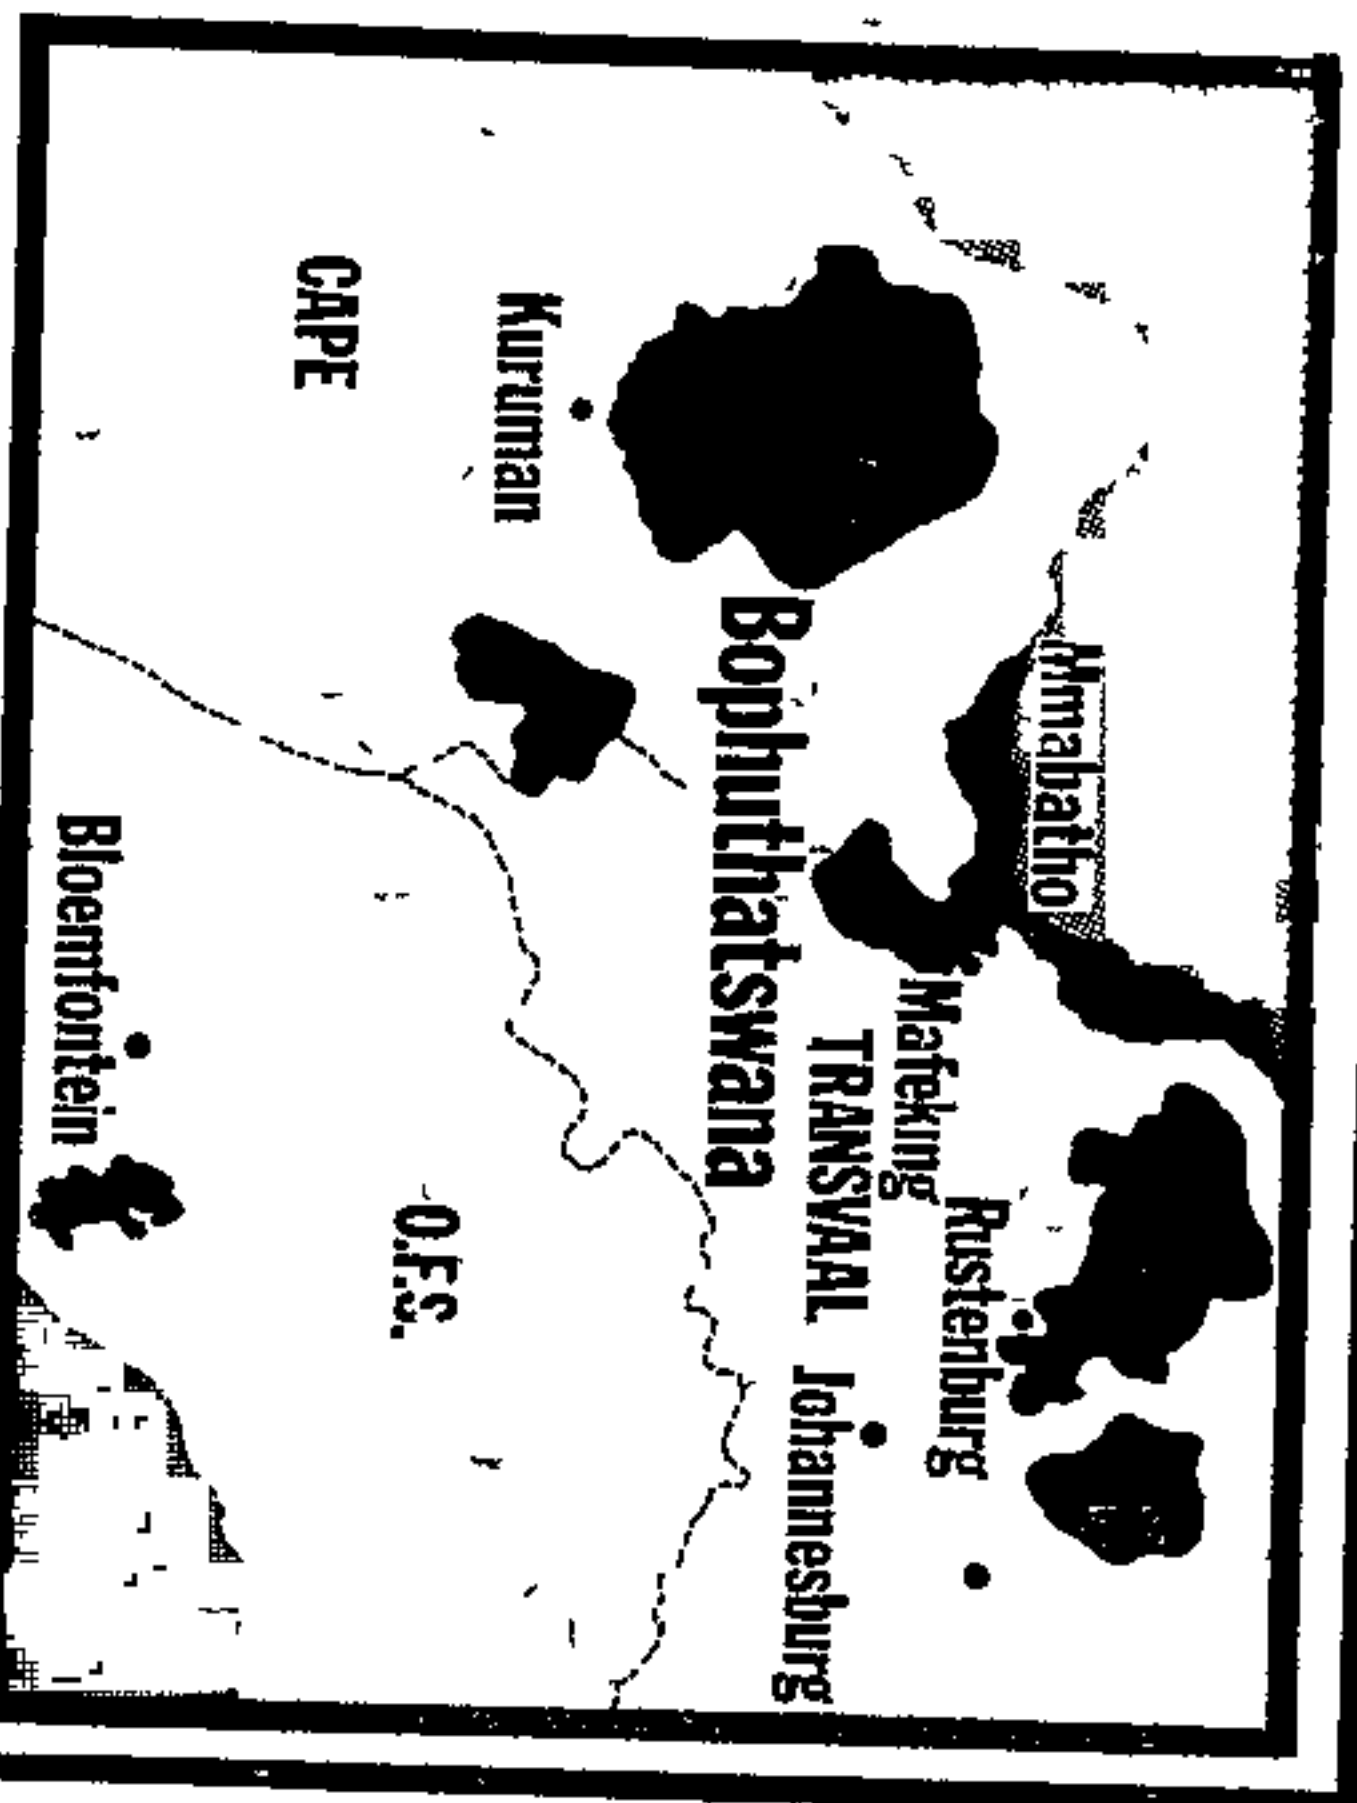 Mmabatho
Rustenburg
Mafeking
TRANSVAAL
Johannesburg
Bophuthatswana
Kuruman
O.F.S.
CAPE
Bloemfontein